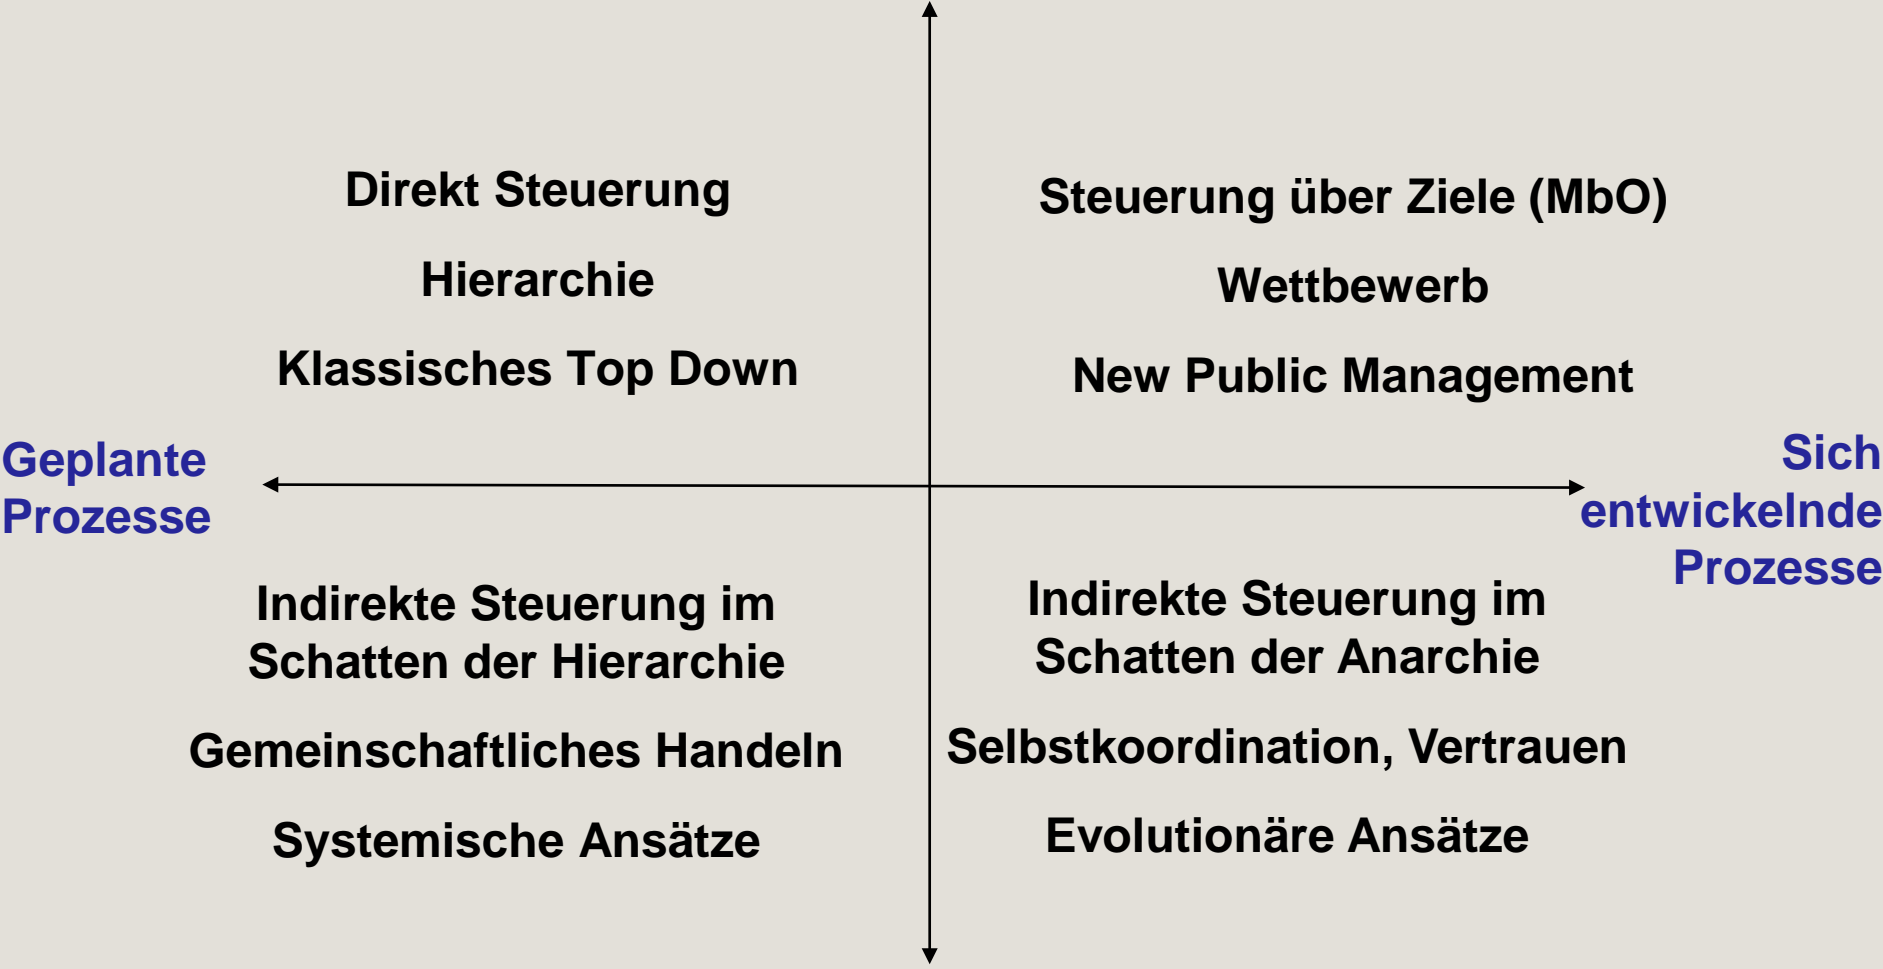 Direkt Steuerung
Hierarchie
Klassisches Top Down
Steuerung über Ziele (MbO)
Wettbewerb
New Public Management
Geplante
Prozesse
Sich
entwickelnde
Prozesse
Indirekte Steuerung im
Schatten der Hierarchie
Gemeinschaftliches Handeln
Systemische Ansätze
Indirekte Steuerung im
Schatten der Anarchie
Selbstkoordination, Vertrauen
Evolutionäre Ansätze